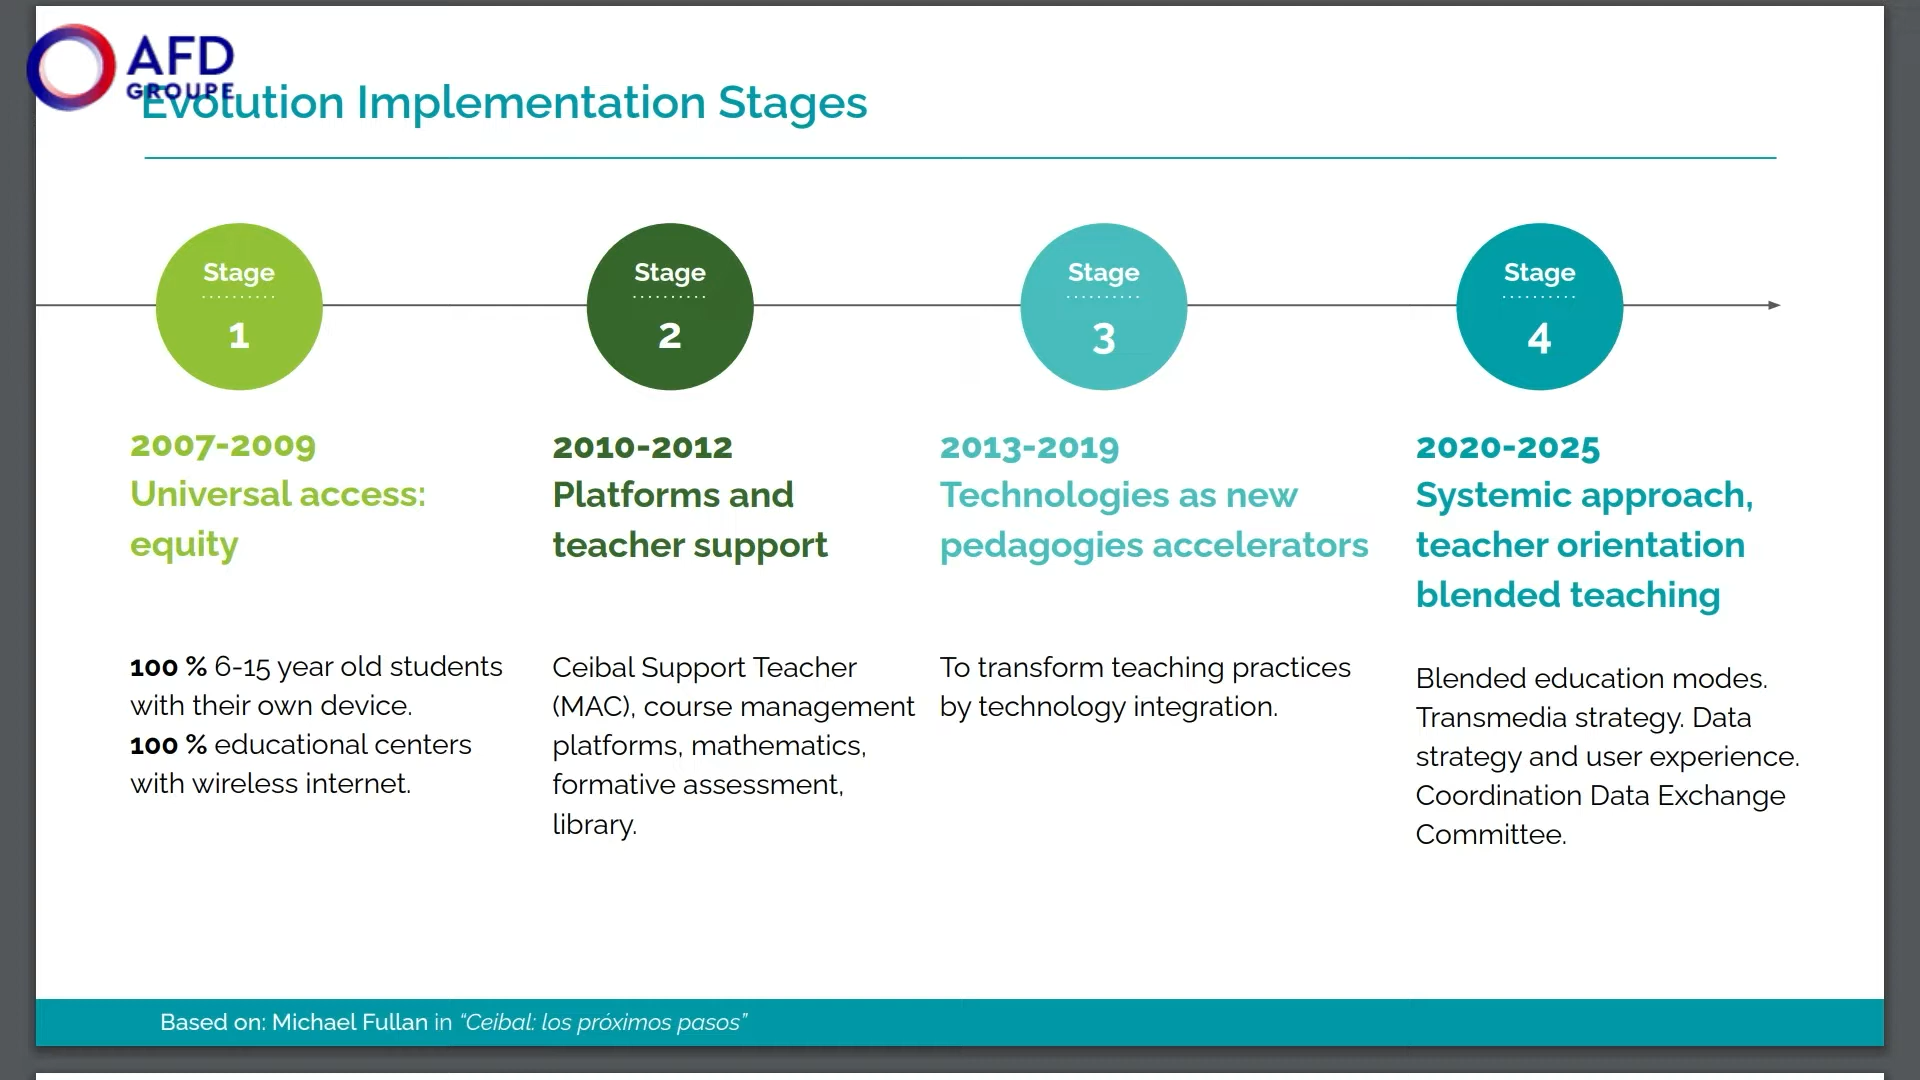 AFD
GROUPE
Evolution Implementation Stages
Stage
1
Stage
2
Stage
3
Stage
4
2007-2009
Universal access:
equity
100 % 6-15 year old students
with their own device.
100 % educational centers
with wireless internet.
2010-2012
Platforms and
teacher support
Ceibal Support Teacher
(MAC), course management
platforms, mathematics,
formative assessment,
library.
2013-2019
Technologies as new
pedagogies accelerators
To transform teaching practices
by technology integration.
2020-2025
Systemic approach,
teacher orientation
blended teaching
Blended education modes.
Transmedia strategy. Data
strategy and user experience.
Coordination Data Exchange
Committee.
Based on: Michael Fullan in “Ceibal: los próximos pasos”